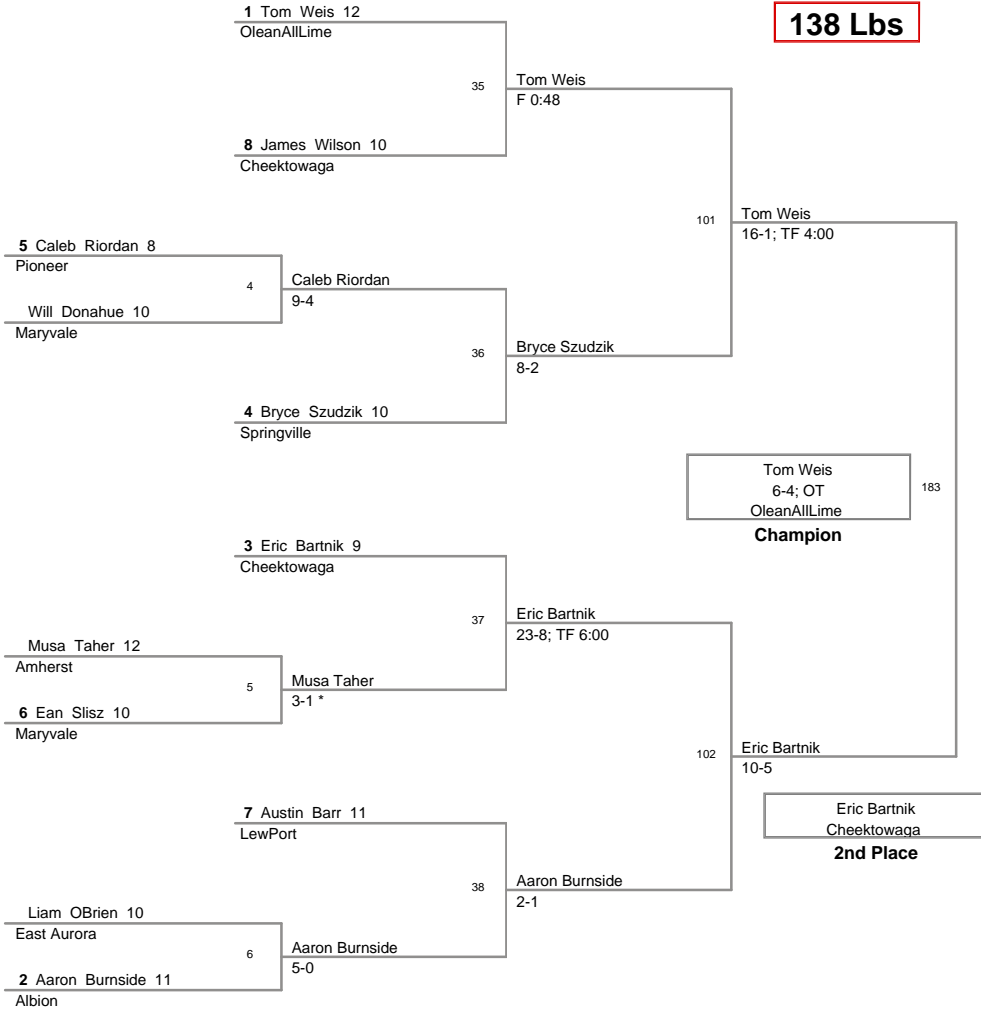 1 Tom Weis 12
138 Lbs
OleanAllLime
35
Tom Weis
F 0:48
8 James Wilson 10
Cheektowaga
101
Tom Weis
16-1; TF 4:00
5 Caleb Riordan 8
Pioneer
4
Caleb Riordan
9-4
Will Donahue 10
Maryvale
36
Bryce Szudzik
8-2
4 Bryce Szudzik 10
Springville
Tom Weis
6-4; OT
OleanAllLime
183
Champion
3 Eric Bartnik 9
Cheektowaga
37
Eric Bartnik
23-8; TF 6:00
Musa Taher 12
Amherst
5
Musa Taher
3-1 *
6 Ean Slisz 10
Maryvale
102
Eric Bartnik
10-5
7 Austin Barr 11
LewPort
Eric Bartnik
Cheektowaga
2nd Place
38
Aaron Burnside
2-1
Liam OBrien 10
East Aurora
6
Aaron Burnside
5-0
2 Aaron Burnside 11
Albion